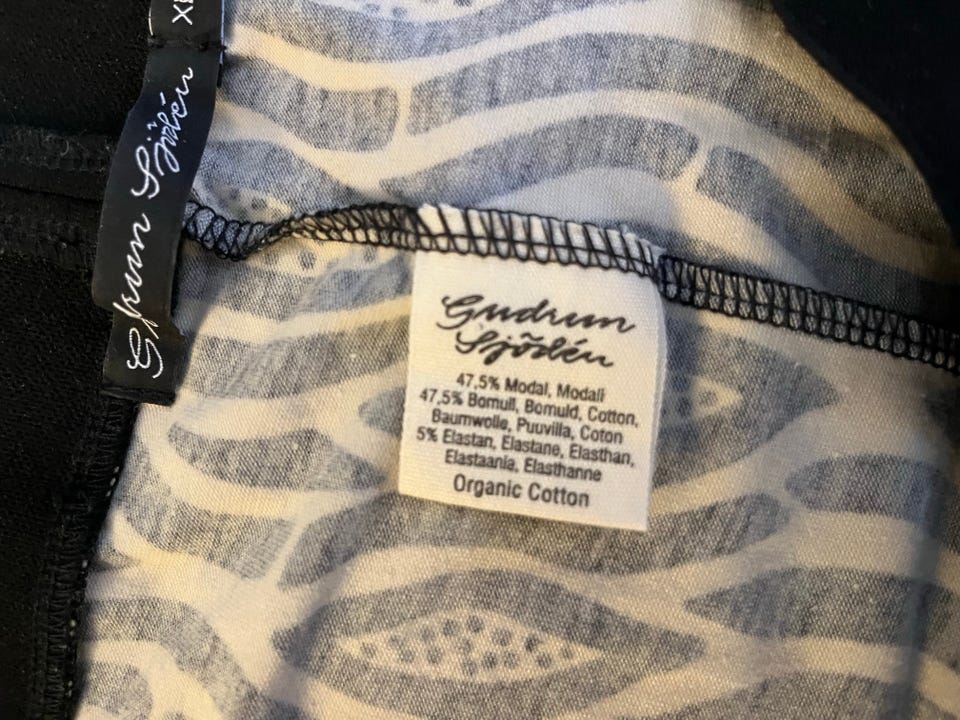 Gudrun Sjödén
Gudrun
Sjödén
47,5% Modal, Modali
47,5% Bomull, Bomuld, Cotton,
Baumwolle, Puuvilla, Coton
5% Elastan, Elastane, Elasthan,
Elastaania, Elasthanne
Organic Cotton